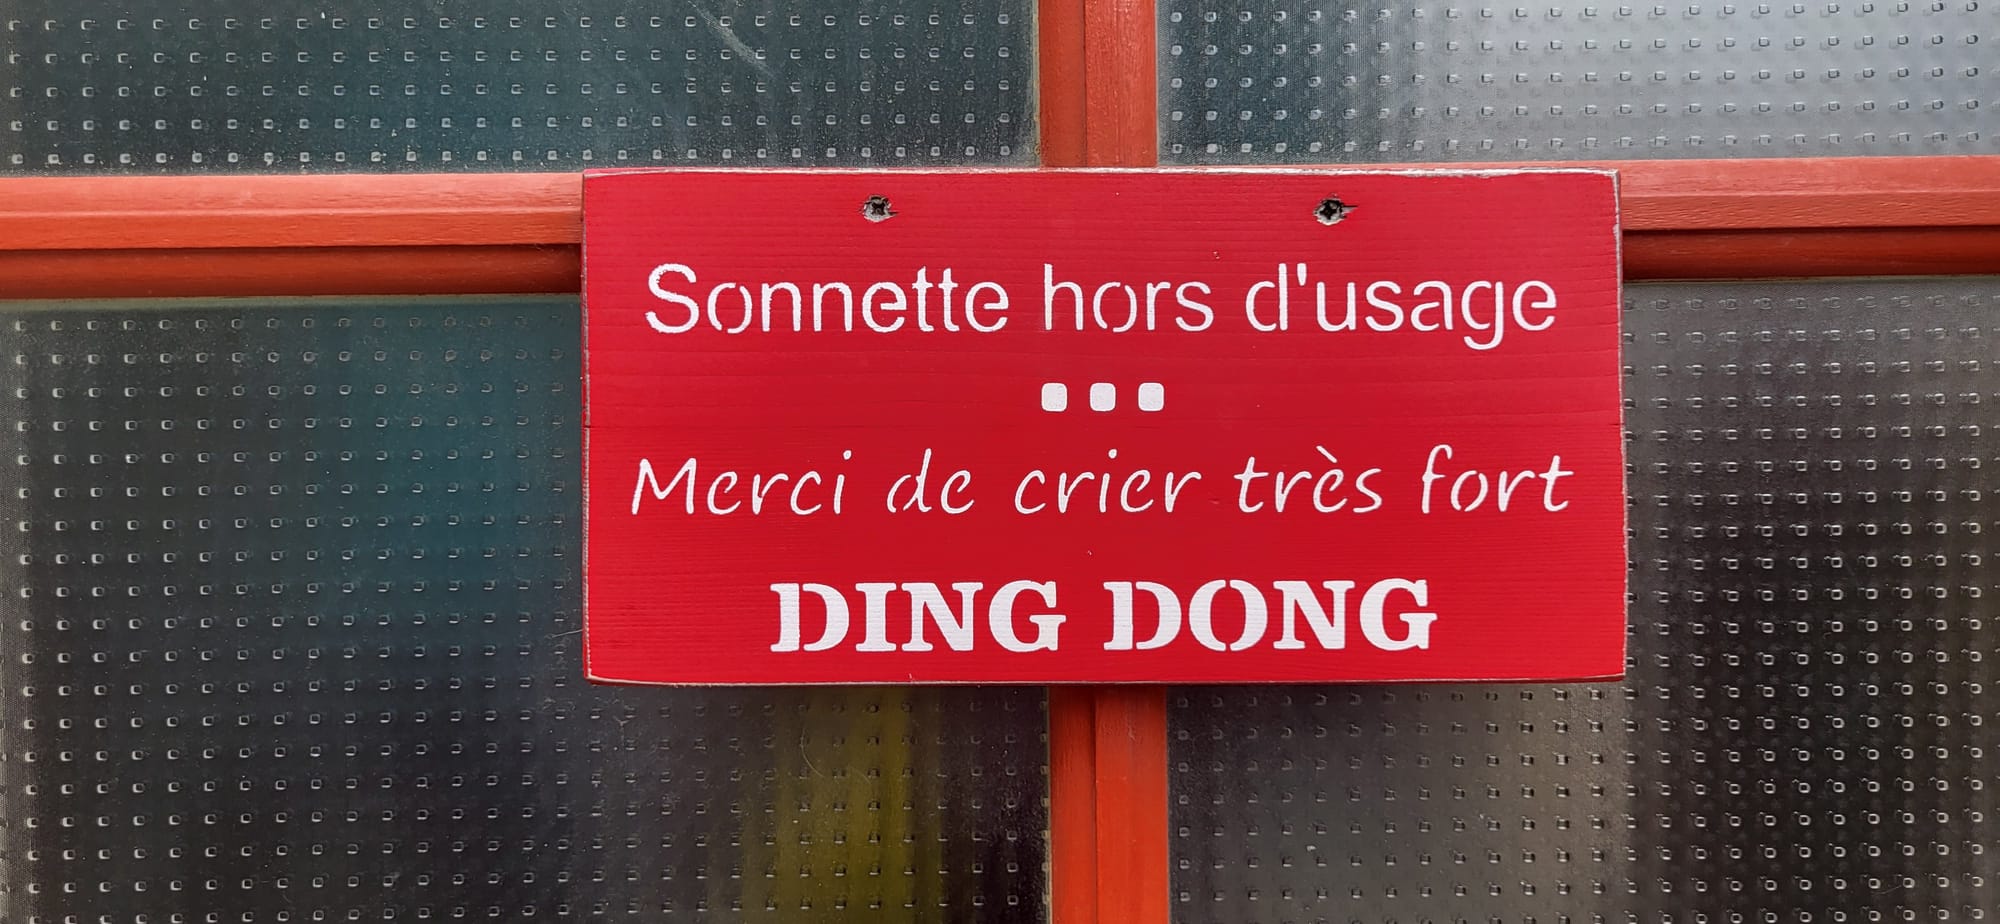 Sonnette hors d'usage
...
Merci de crier très fort
DING DONG